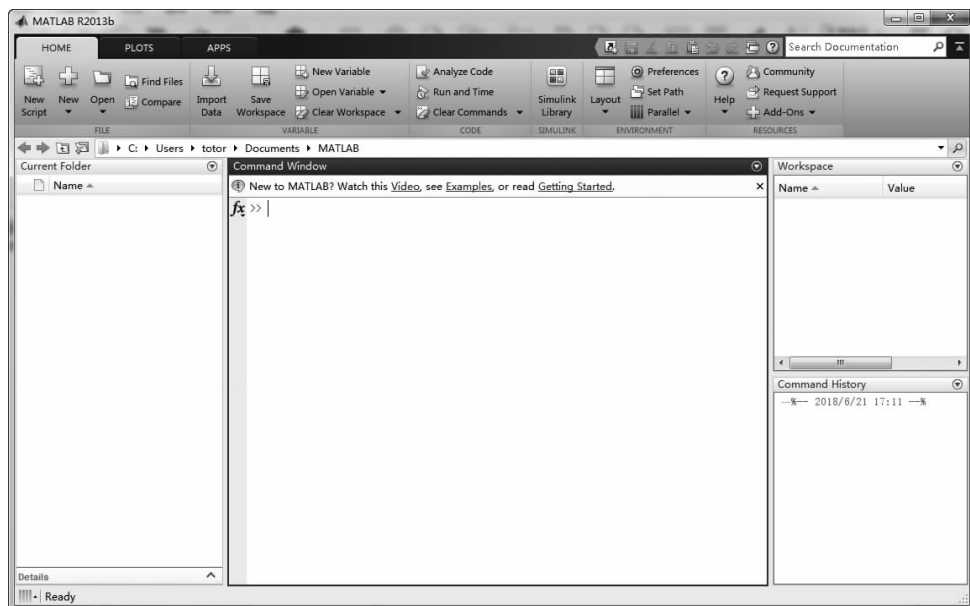 MATLAB R2013b
HOME PLOTS APPS
Search Documentation
New Script
New
Open
Find Files
Compare
Import Data
Save Workspace
New Variable
Open Variable
Clear Workspace
Analyze Code
Run and Time
Clear Commands
Simulink Library
Layout
Preferences
Set Path
Parallel
Help
Community
Request Support
Add-Ons
FILE VARIABLE CODE SIMULINK ENVIRONMENT RESOURCES
C: Users totor Documents MATLAB
Current Folder
Name
Command Window
New to MATLAB? Watch this Video, see Examples, or read Getting Started.
fx >>
Workspace
Name Value
Command History
--%-- 2018/6/21 17:11 --%
Details
Ready